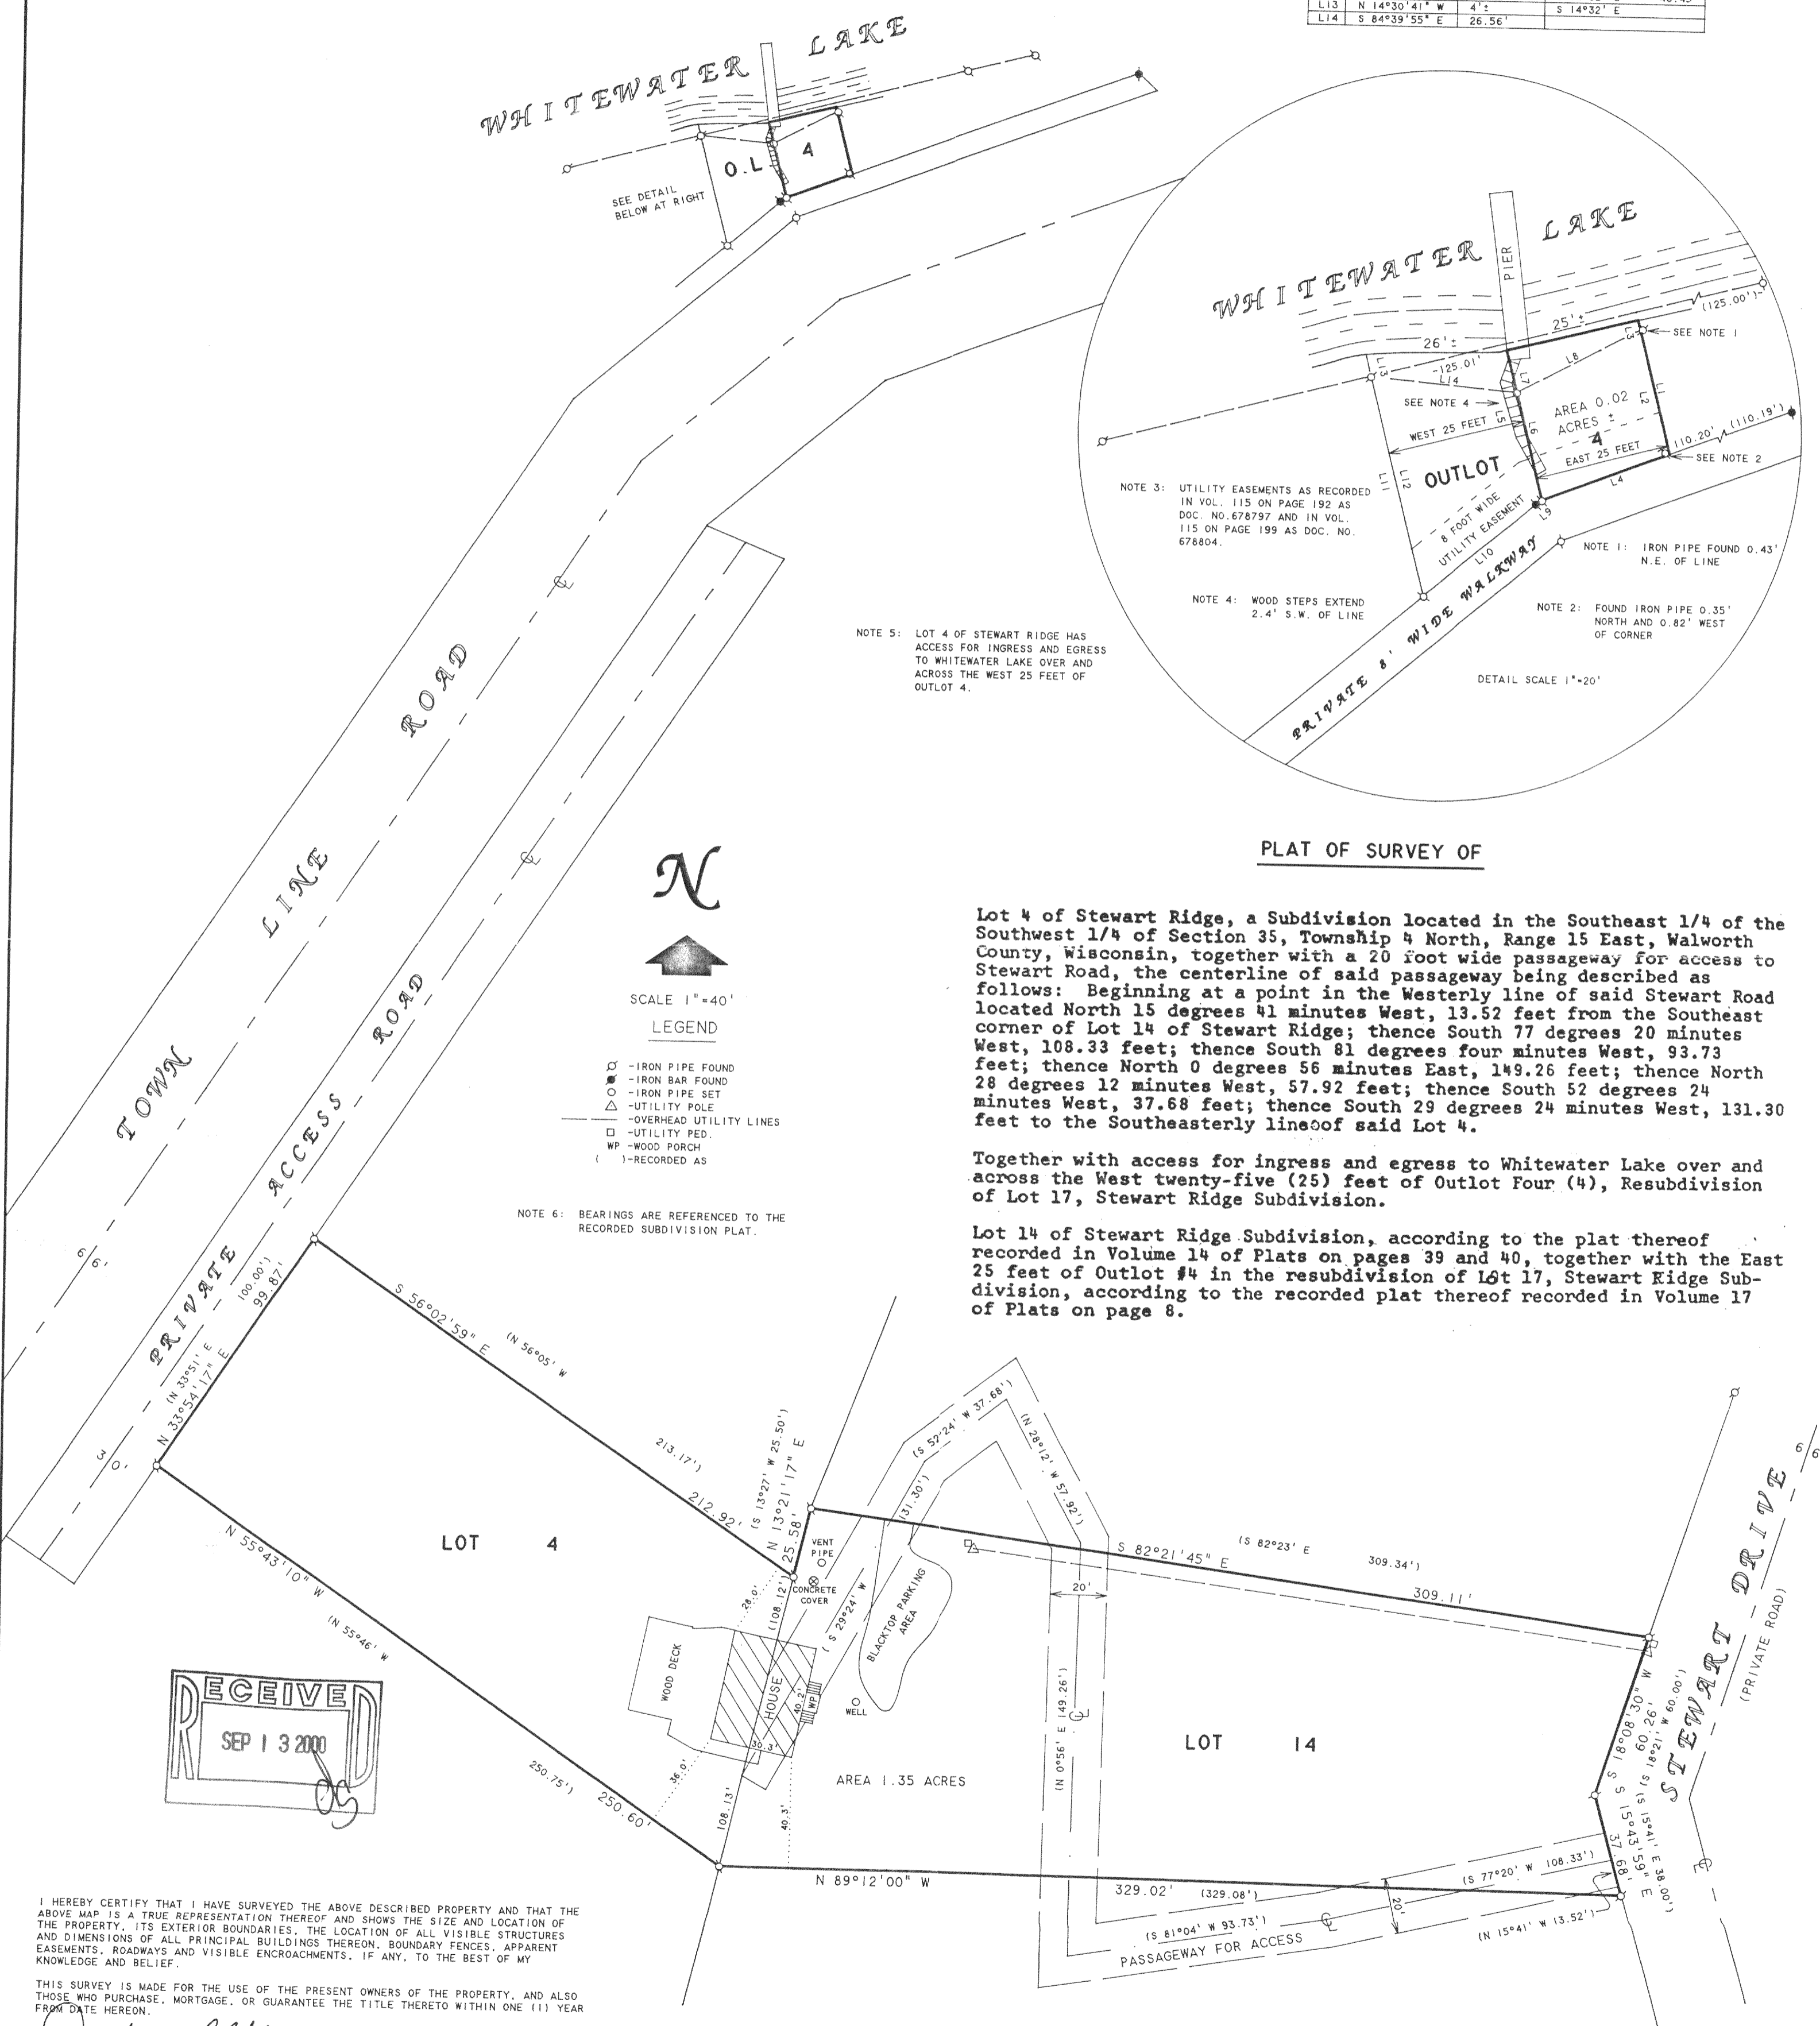 L13 N 14°30'41" W 4'± S 14°32' E
L14 S 84°39'55" E 26.56'
WHITEWATER LAKE
O.L 4
SEE DETAIL
BELOW AT RIGHT
WHITEWATER LAKE
PIER
(125.00')
25'±
L3
SEE NOTE 1
26'±
L13
125.01'
L14
L7
L8
SEE NOTE 4
L5
L6
AREA 0.02
ACRES ±
4
L1
L2
WEST 25 FEET
EAST 25 FEET
110.20' (110.19')
SEE NOTE 2
OUTLOT
L11
L12
L4
L9
8 FOOT WIDE
UTILITY EASEMENT
L10
PRIVATE 8' WIDE WALKWAY
NOTE 3: UTILITY EASEMENTS AS RECORDED
IN VOL. 115 ON PAGE 192 AS
DOC. NO.678797 AND IN VOL.
115 ON PAGE 199 AS DOC. NO.
678804.
NOTE 1: IRON PIPE FOUND 0.43'
N.E. OF LINE
NOTE 4: WOOD STEPS EXTEND
2.4' S.W. OF LINE
NOTE 2: FOUND IRON PIPE 0.35'
NORTH AND 0.82' WEST
OF CORNER
DETAIL SCALE 1"=20'
NOTE 5: LOT 4 OF STEWART RIDGE HAS
ACCESS FOR INGRESS AND EGRESS
TO WHITEWATER LAKE OVER AND
ACROSS THE WEST 25 FEET OF
OUTLOT 4.
TOWN LINE ROAD
PRIVATE ACCESS ROAD
66'
30'
N
SCALE 1"=40'
LEGEND
-IRON PIPE FOUND
-IRON BAR FOUND
-IRON PIPE SET
-UTILITY POLE
-OVERHEAD UTILITY LINES
-UTILITY PED.
WP -WOOD PORCH
( )-RECORDED AS
NOTE 6: BEARINGS ARE REFERENCED TO THE
RECORDED SUBDIVISION PLAT.
PLAT OF SURVEY OF
Lot 4 of Stewart Ridge, a Subdivision located in the Southeast 1/4 of the
Southwest 1/4 of Section 35, Township 4 North, Range 15 East, Walworth
County, Wisconsin, together with a 20 foot wide passageway for access to
Stewart Road, the centerline of said passageway being described as
follows: Beginning at a point in the Westerly line of said Stewart Road
located North 15 degrees 41 minutes West, 13.52 feet from the Southeast
corner of Lot 14 of Stewart Ridge; thence South 77 degrees 20 minutes
West, 108.33 feet; thence South 81 degrees four minutes West, 93.73
feet; thence North 0 degrees 56 minutes East, 149.26 feet; thence North
28 degrees 12 minutes West, 57.92 feet; thence South 52 degrees 24
minutes West, 37.68 feet; thence South 29 degrees 24 minutes West, 131.30
feet to the Southeasterly line of said Lot 4.
Together with access for ingress and egress to Whitewater Lake over and
across the West twenty-five (25) feet of Outlot Four (4), Resubdivision
of Lot 17, Stewart Ridge Subdivision.
Lot 14 of Stewart Ridge Subdivision, according to the plat thereof
recorded in Volume 14 of Plats on pages 39 and 40, together with the East
25 feet of Outlot #4 in the resubdivision of Lot 17, Stewart Ridge Sub-
division, according to the recorded plat thereof recorded in Volume 17
of Plats on page 8.
(100.00')
99.87'
(N 33°51' E
N 33°54'17" E
S 56°02'59" E
(N 56°05' W
213.17')
212.92'
(S 13°27' W 25.50')
N 13°21'17" E
25.58'
LOT 4
N 55°43'10" W
(N 55°46' W
250.75')
250.60'
VENT
PIPE
CONCRETE
COVER
28.0'
(108.12')
(S 29°24' W
131.30')
(S 52°24' W 37.68')
(N 28°12' W 57.92')
BLACKTOP PARKING
AREA
WOOD DECK
HOUSE
40.2'
WP
30.3'
WELL
36.0'
108.13'
40.3'
AREA 1.35 ACRES
S 82°21'45" E
(S 82°23' E
309.34')
309.11'
20'
(N 0°56' E 149.26')
LOT 14
S 18°08'30" W
60.26'
(S 18°21' W 60.00')
S 15°43'59" E
37.68'
(S 15°41' E 38.00')
STEWART DRIVE
(PRIVATE ROAD)
66
N 89°12'00" W
329.02' (329.08')
(S 77°20' W 108.33')
(S 81°04' W 93.73')
20'
(N 15°41' W 13.52')
PASSAGEWAY FOR ACCESS
RECEIVED
SEP 13 2000
I HEREBY CERTIFY THAT I HAVE SURVEYED THE ABOVE DESCRIBED PROPERTY AND THAT THE
ABOVE MAP IS A TRUE REPRESENTATION THEREOF AND SHOWS THE SIZE AND LOCATION OF
THE PROPERTY, ITS EXTERIOR BOUNDARIES, THE LOCATION OF ALL VISIBLE STRUCTURES
AND DIMENSIONS OF ALL PRINCIPAL BUILDINGS THEREON, BOUNDARY FENCES, APPARENT
EASEMENTS, ROADWAYS AND VISIBLE ENCROACHMENTS, IF ANY, TO THE BEST OF MY
KNOWLEDGE AND BELIEF.
THIS SURVEY IS MADE FOR THE USE OF THE PRESENT OWNERS OF THE PROPERTY, AND ALSO
THOSE WHO PURCHASE, MORTGAGE, OR GUARANTEE THE TITLE THERETO WITHIN ONE (1) YEAR
FROM DATE HEREON.